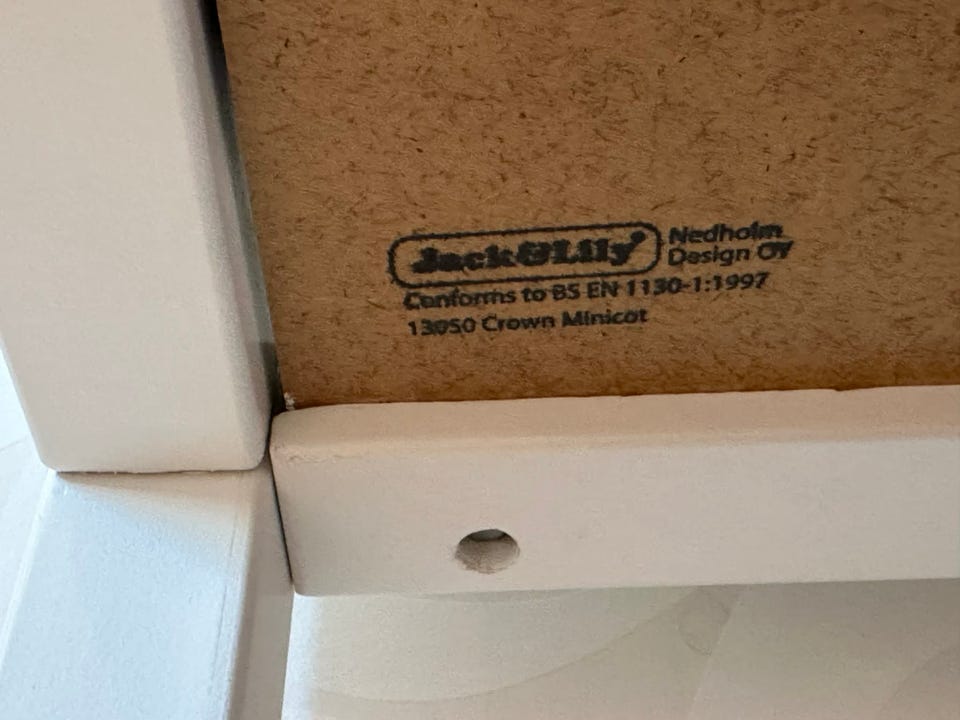 Jack&Lily
Nedholm
Design OY
Conforms to BS EN 1130-1:1997
13050 Crown Minicot